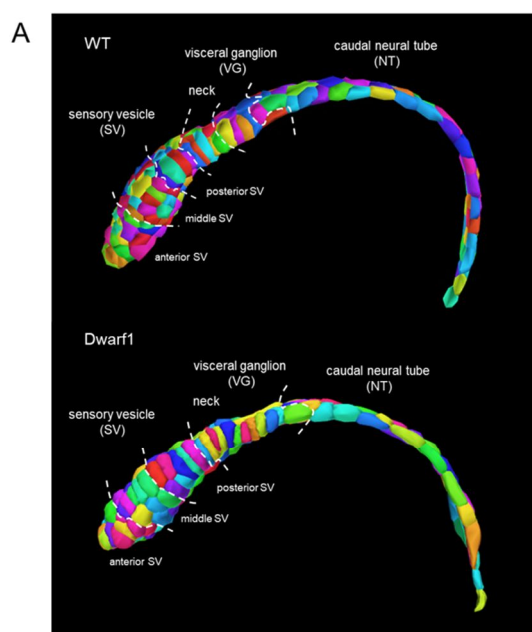 A
WT
visceral ganglion
(VG)
caudal neural tube
(NT)
neck
sensory vesicle
(SV)
posterior SV
middle SV
anterior SV
Dwarf1
visceral ganglion
(VG)
caudal neural tube
(NT)
neck
sensory vesicle
(SV)
posterior SV
middle SV
anterior SV